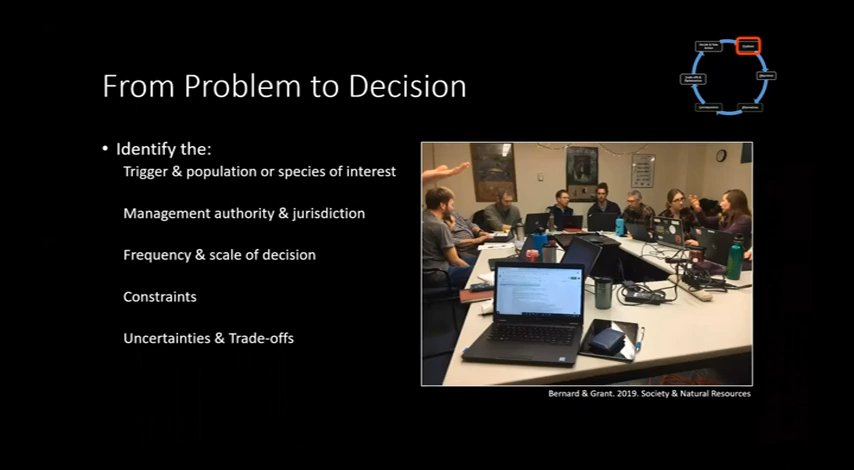 From Problem to Decision
• Identify the:
Trigger & population or species of interest
Management authority & jurisdiction
Frequency & scale of decision
Constraints
Uncertainties & Trade-offs
Bernard & Grant. 2019. Society & Natural Resources